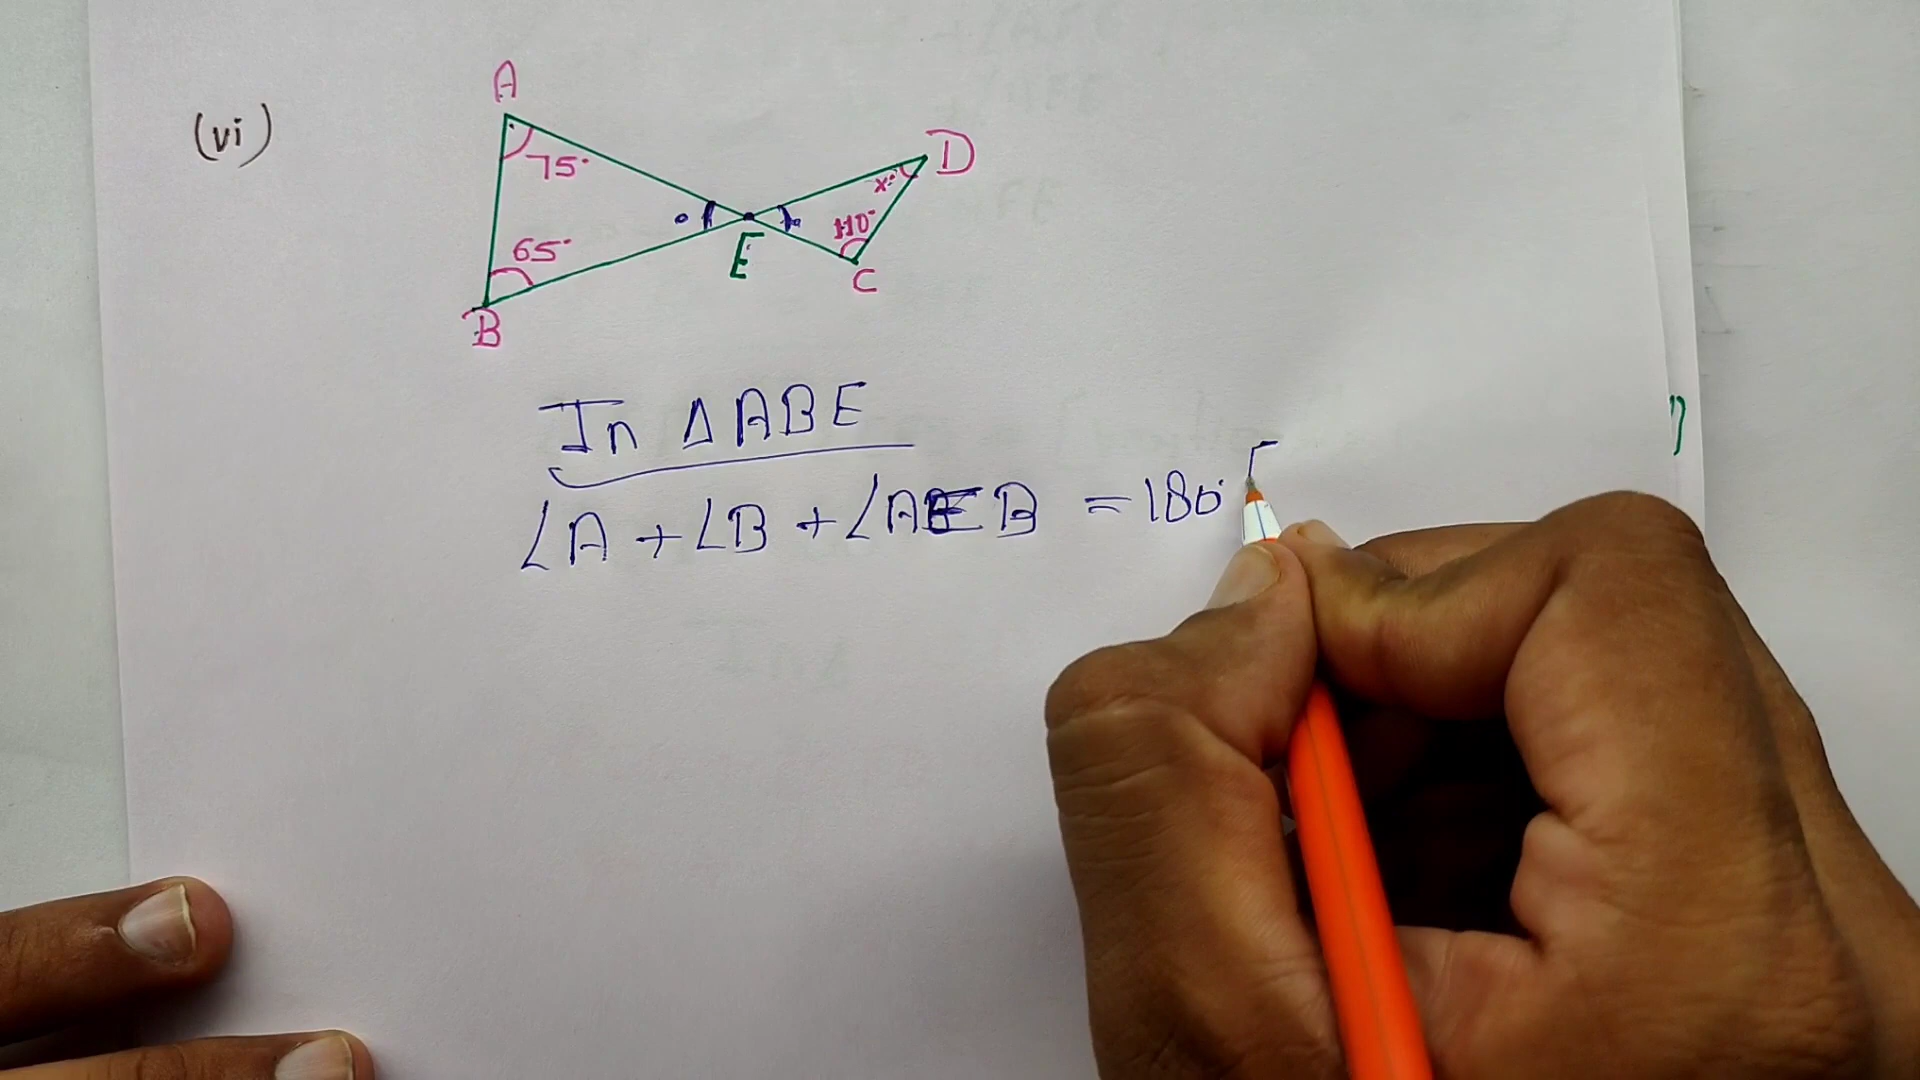 (vi)
A
75°
D
x°
110°
E
65°
C
B
In ΔABE
∠A + ∠B + ∠AEB = 180° [